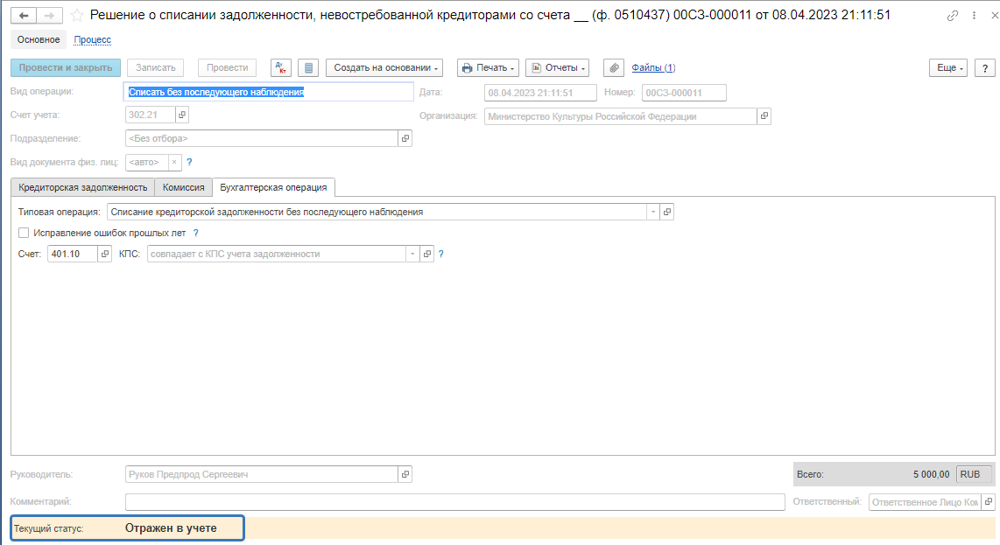 Решение о списании задолженности, невостребованной кредиторами со счета __ (ф. 0510437) 00СЗ-000011 от 08.04.2023 21:11:51
Основное Процесс
Провести и закрыть Записать Провести Дт Кт Создать на основании Печать Отчеты Файлы (1) Еще ?
Вид операции: Списать без последующего наблюдения Дата: 08.04.2023 21:11:51 Номер: 00СЗ-000011
Счет учета: 302.21 Организация: Министерство Культуры Российской Федерации
Подразделение: <Без отбора>
Вид документа физ. лиц: <авто> × ?
Кредиторская задолженность Комиссия Бухгалтерская операция
Типовая операция: Списание кредиторской задолженности без последующего наблюдения
Исправление ошибок прошлых лет ?
Счет: 401.10 КПС: совпадает с КПС учета задолженности ?
Руководитель: Руков Предпрод Сергеевич Всего: 5 000,00 RUB
Комментарий: Ответственный: Ответственное Лицо Ком
Текущий статус: Отражен в учете